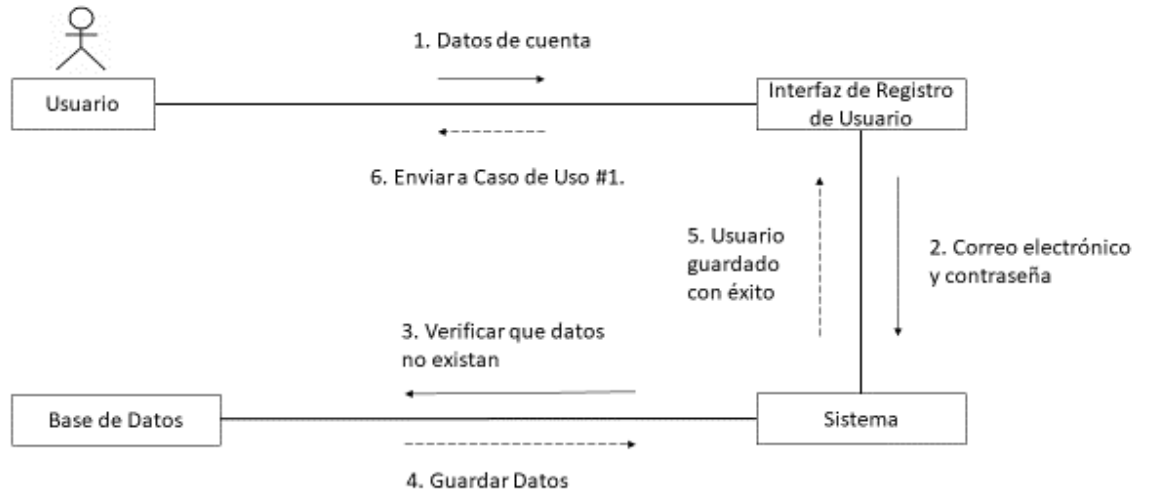 1. Datos de cuenta
Usuario
Interfaz de Registro
de Usuario
6. Enviar a Caso de Uso #1.
5. Usuario
guardado
con éxito
2. Correo electrónico
y contraseña
3. Verificar que datos
no existan
Base de Datos
Sistema
4. Guardar Datos